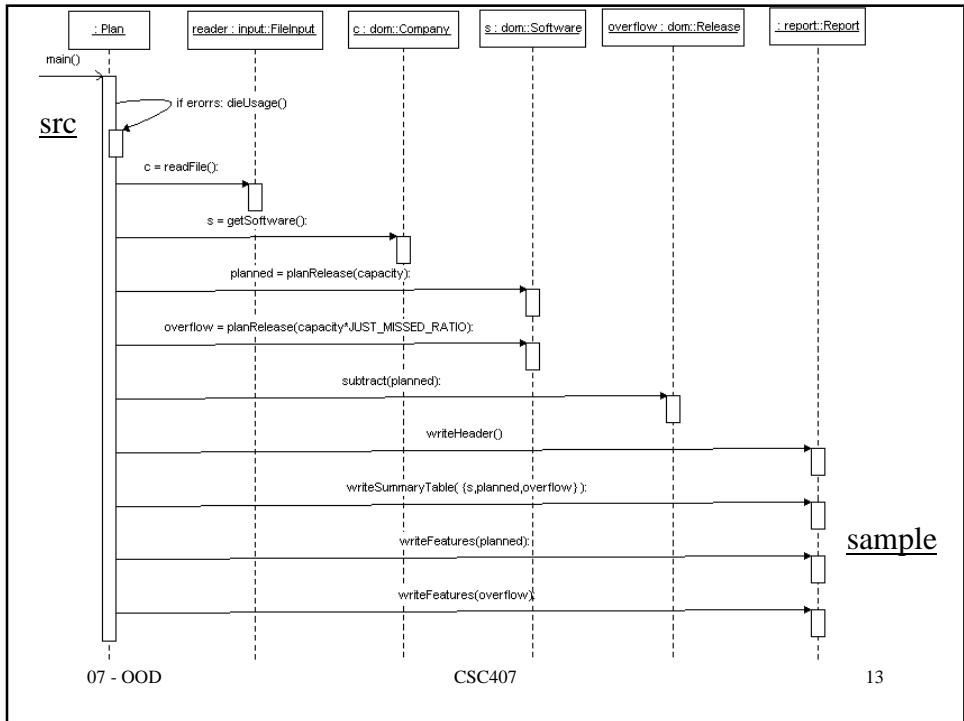 : Plan
reader : input::FileInput
c : dom::Company
s : dom::Software
overflow : dom::Release
: report::Report
main()
if erorrs: dieUsage()
src
c = readFile():
s = getSoftware():
planned = planRelease(capacity):
overflow = planRelease(capacity*JUST_MISSED_RATIO):
subtract(planned):
writeHeader()
writeSummaryTable( {s,planned,overflow} ):
sample
writeFeatures(planned):
writeFeatures(overflow):
07 - OOD
CSC407
13